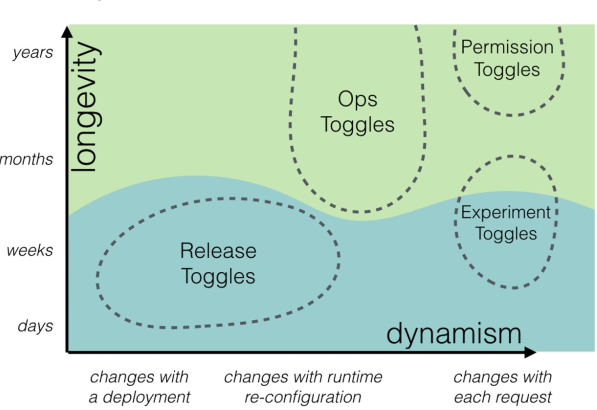 years
longevity
Permission
Toggles
Ops
Toggles
months
Experiment
Toggles
weeks
Release
Toggles
days
dynamism
changes with
a deployment
changes with runtime
re-configuration
changes with
each request